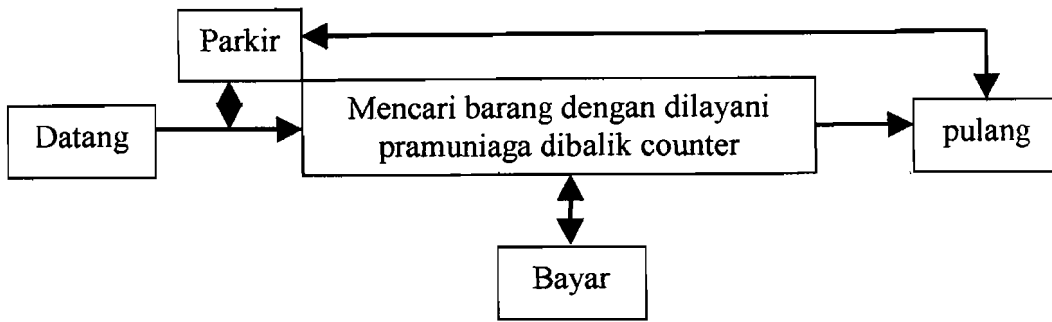 Parkir
Datang
Mencari barang dengan dilayani
pramuniaga dibalik counter
pulang
Bayar